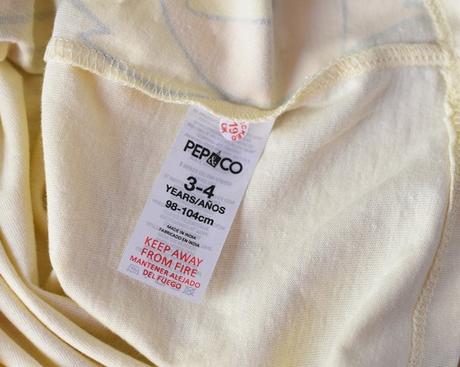 PEP&CO
3-4
YEARS/AÑOS
98-104cm
MADE IN INDIA
FABRICADO EN INDIA
KEEP AWAY
FROM FIRE
MANTENER ALEJADO
DEL FUEGO